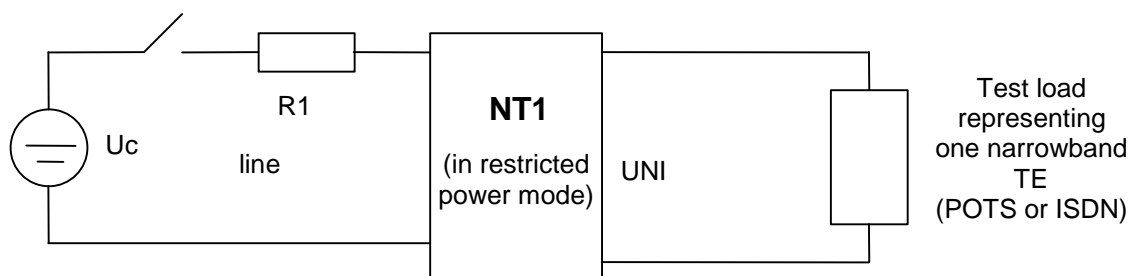 Uc
R1
line
NT1
(in restricted
power mode)
UNI
Test load
representing
one narrowband
TE
(POTS or ISDN)